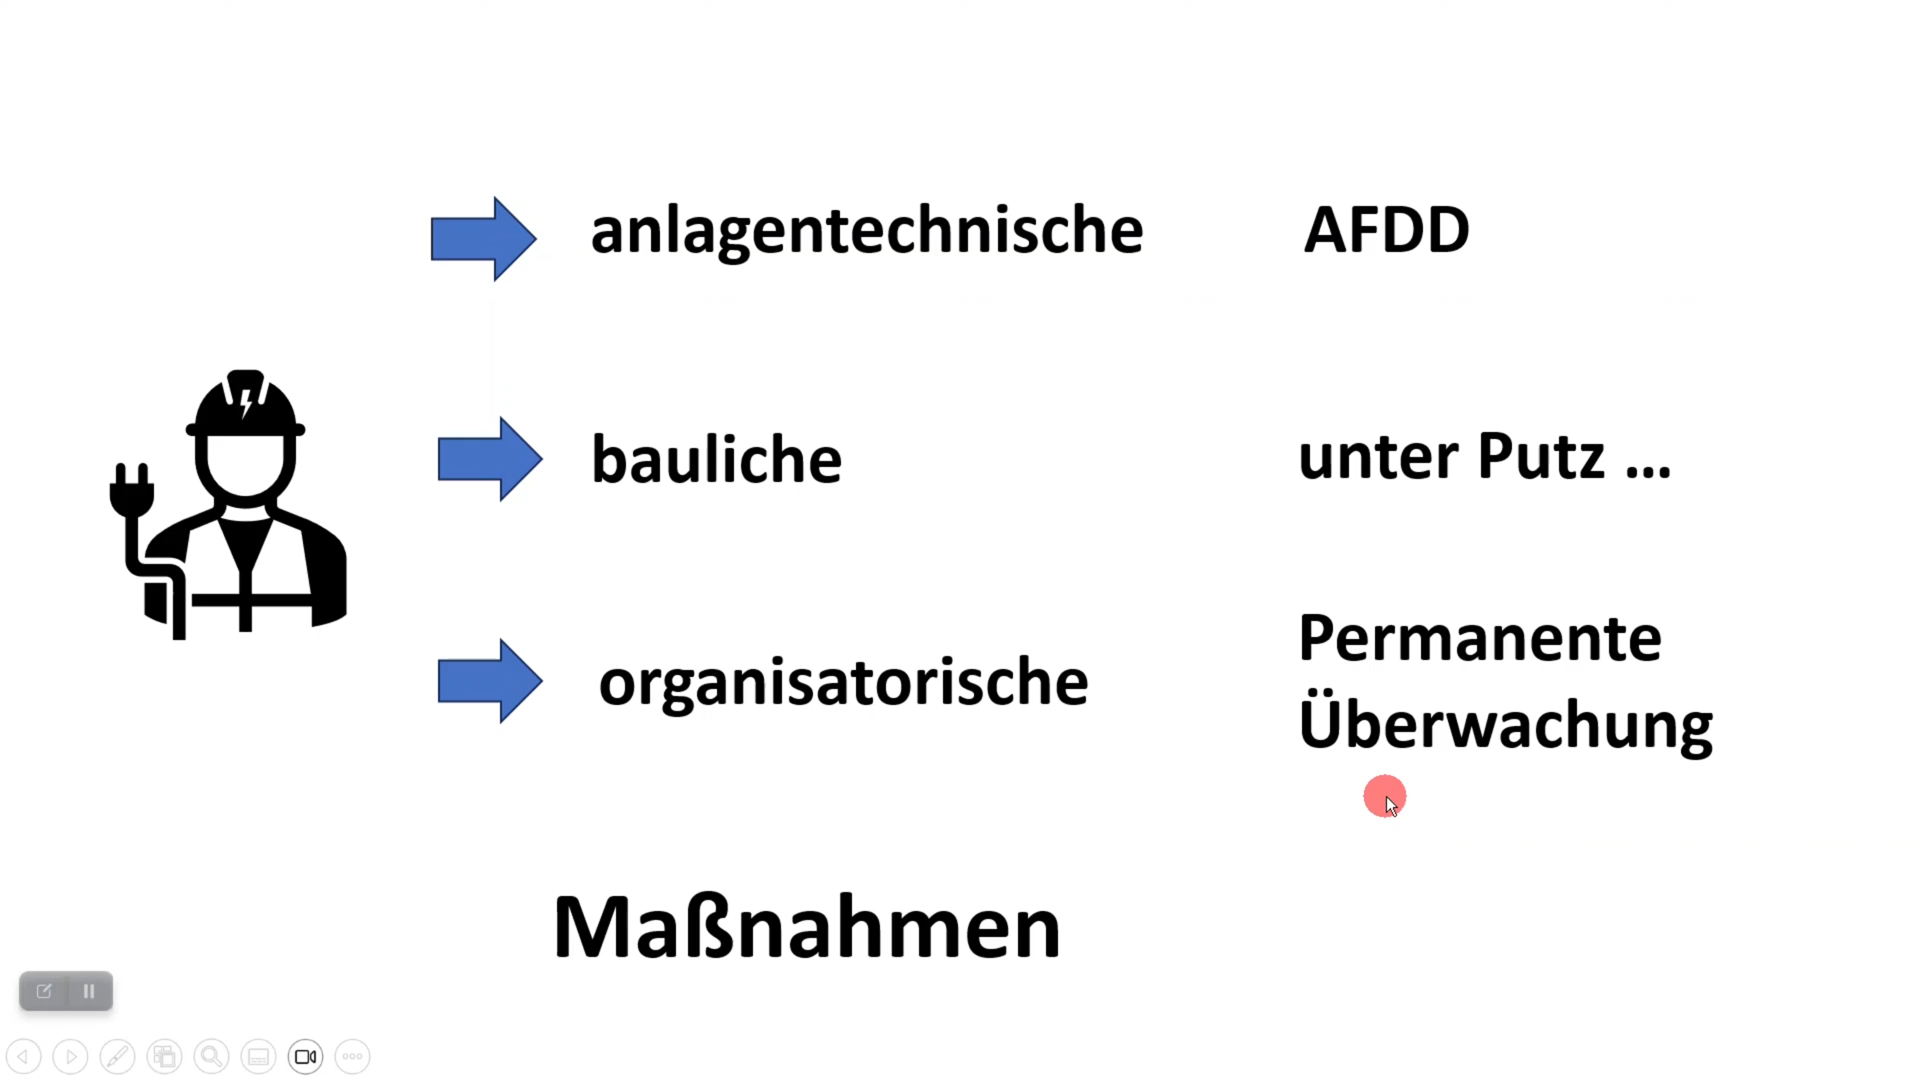 anlagentechnische AFDD
bauliche unter Putz ...
organisatorische Permanente
Überwachung
Maßnahmen